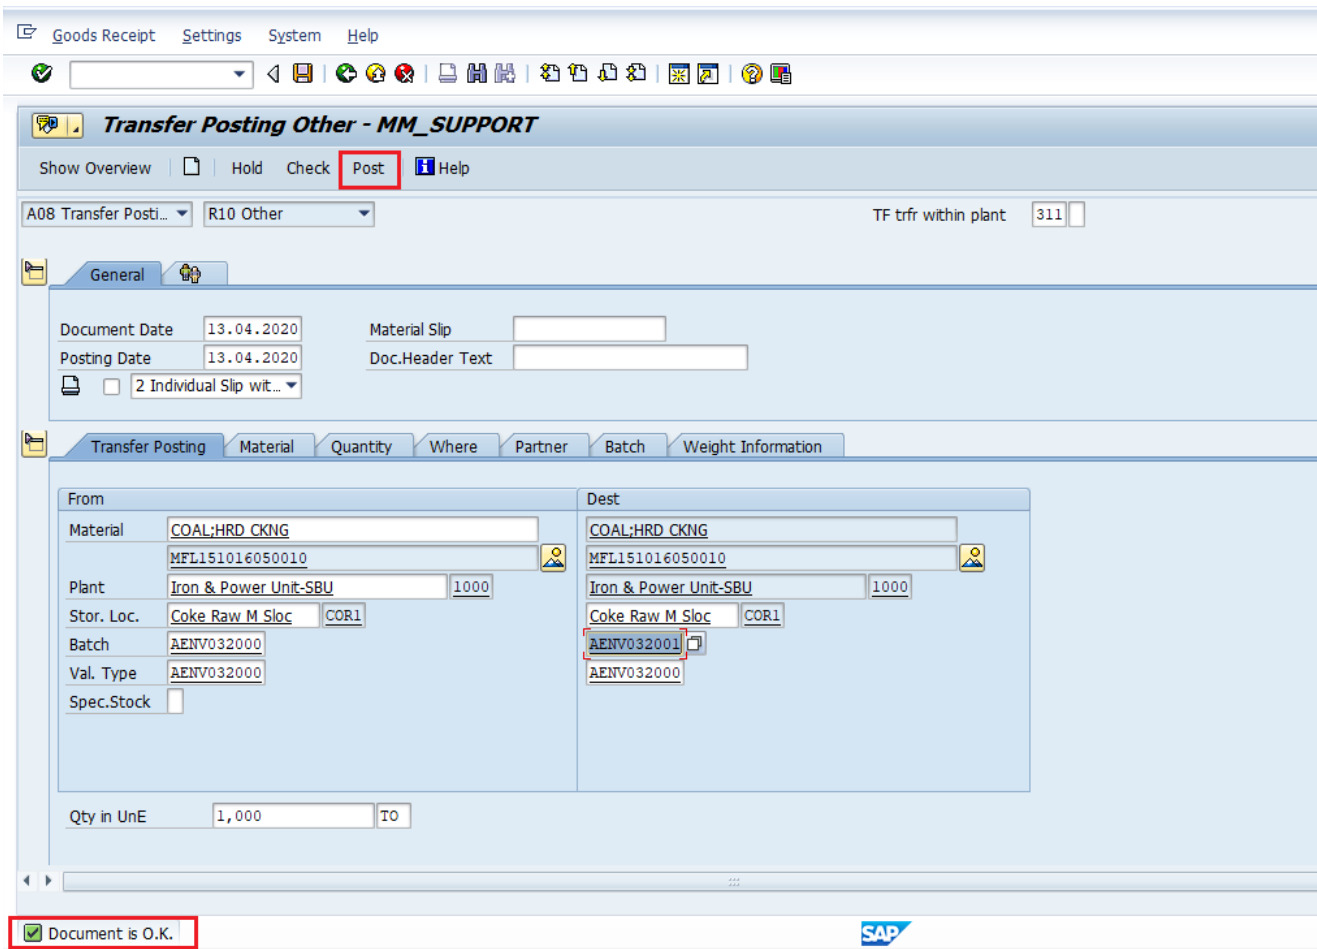 Goods Receipt Settings System Help
Transfer Posting Other - MM_SUPPORT
Show Overview Hold Check Post Help
A08 Transfer Posti... R10 Other TF trfr within plant 311
General
Document Date 13.04.2020 Material Slip
Posting Date 13.04.2020 Doc.Header Text
2 Individual Slip wit...
Transfer Posting Material Quantity Where Partner Batch Weight Information
From Dest
Material COAL;HRD CKNG COAL;HRD CKNG
MFL151016050010 MFL151016050010
Plant Iron & Power Unit-SBU 1000 Iron & Power Unit-SBU 1000
Stor. Loc. Coke Raw M Sloc COR1 Coke Raw M Sloc COR1
Batch AENV032000 AENV032001
Val. Type AENV032000 AENV032000
Spec.Stock
Qty in UnE 1,000 TO
Document is O.K. SAP